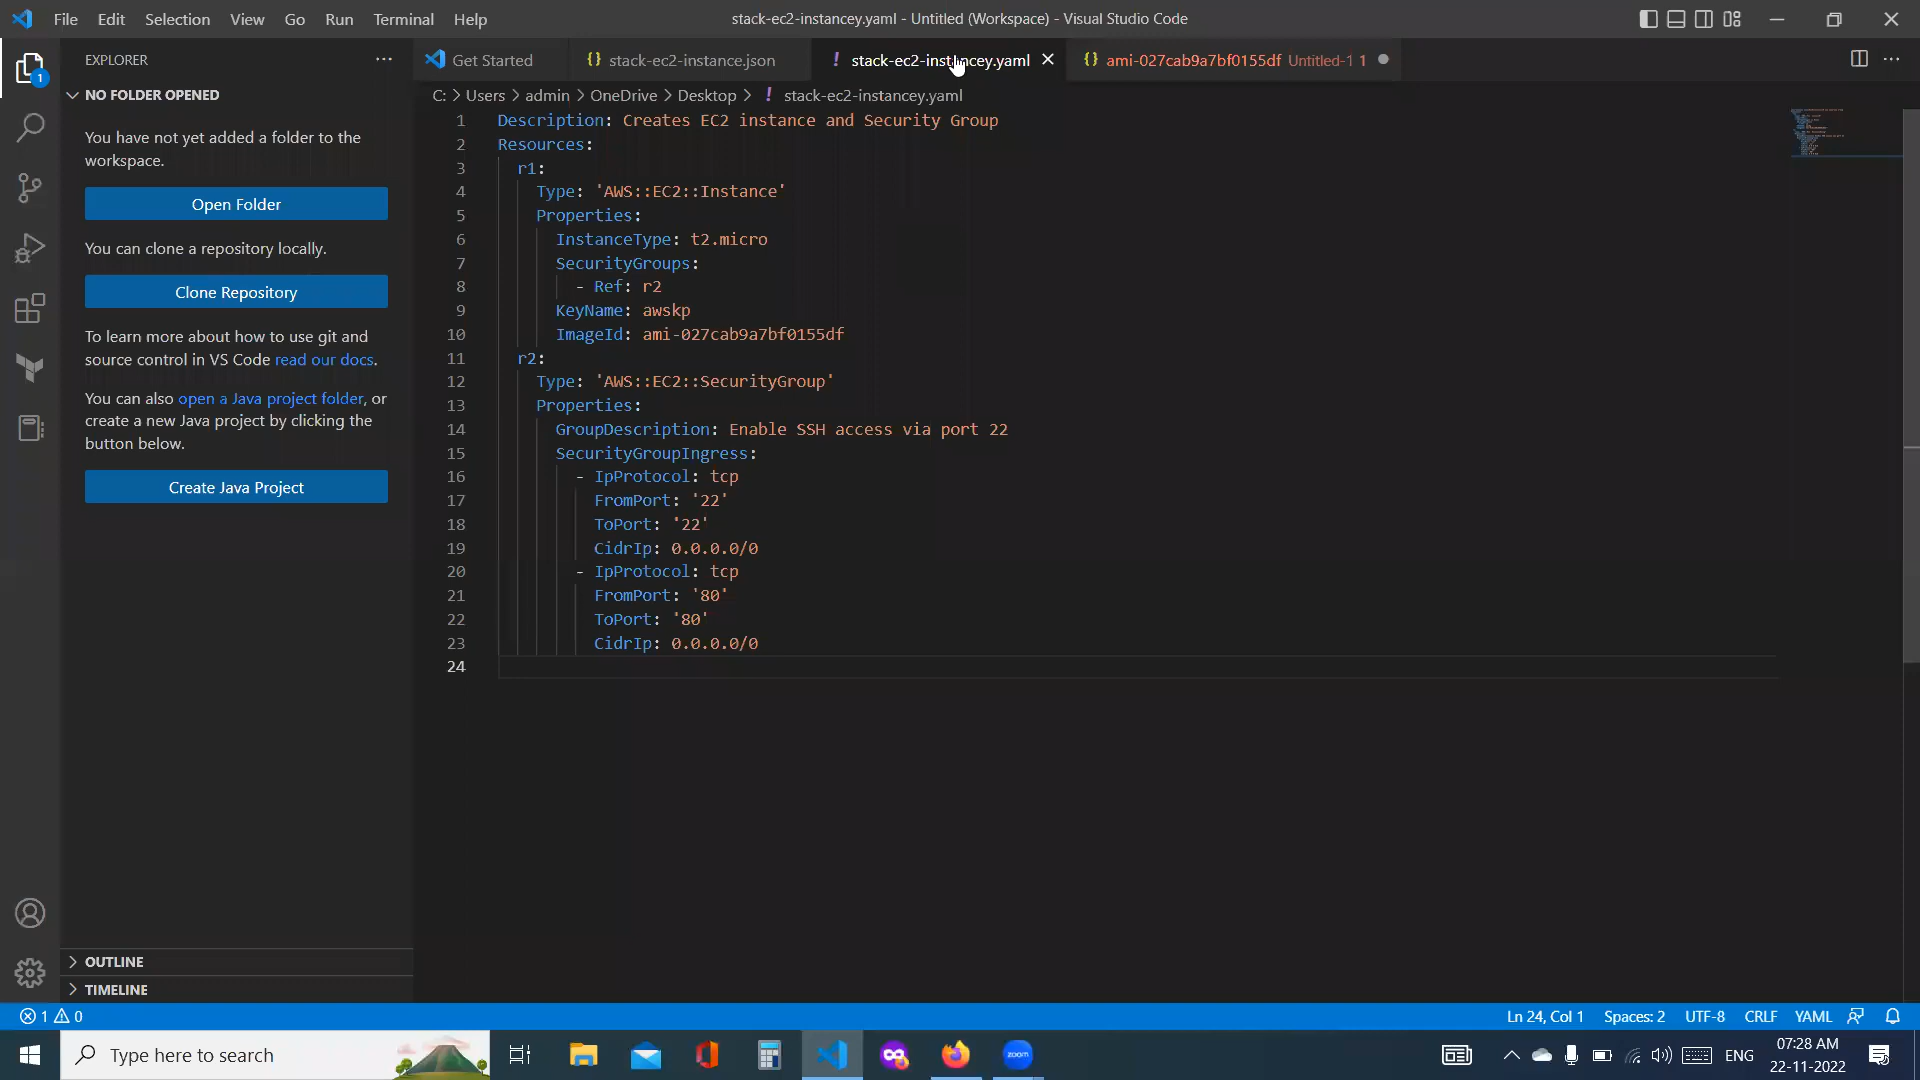 File Edit Selection View Go Run Terminal Help
stack-ec2-instancey.yaml - Untitled (Workspace) - Visual Studio Code
EXPLORER
Get Started
stack-ec2-instance.json
stack-ec2-instancey.yaml
ami-027cab9a7bf0155df Untitled-1 1
1
NO FOLDER OPENED
You have not yet added a folder to the
workspace.
Open Folder
You can clone a repository locally.
Clone Repository
To learn more about how to use git and
source control in VS Code read our docs.
You can also open a Java project folder, or
create a new Java project by clicking the
button below.
Create Java Project
OUTLINE
TIMELINE
C: > Users > admin > OneDrive > Desktop > ! stack-ec2-instancey.yaml
1 Description: Creates EC2 instance and Security Group
2 Resources:
3 r1:
4 Type: 'AWS::EC2::Instance'
5 Properties:
6 InstanceType: t2.micro
7 SecurityGroups:
8 - Ref: r2
9 KeyName: awskp
10 ImageId: ami-027cab9a7bf0155df
11 r2:
12 Type: 'AWS::EC2::SecurityGroup'
13 Properties:
14 GroupDescription: Enable SSH access via port 22
15 SecurityGroupIngress:
16 - IpProtocol: tcp
17 FromPort: '22'
18 ToPort: '22'
19 CidrIp: 0.0.0.0/0
20 - IpProtocol: tcp
21 FromPort: '80'
22 ToPort: '80'
23 CidrIp: 0.0.0.0/0
24
1 0
Ln 24, Col 1 Spaces: 2 UTF-8 CRLF YAML
Type here to search
zoom
ENG
07:28 AM
22-11-2022